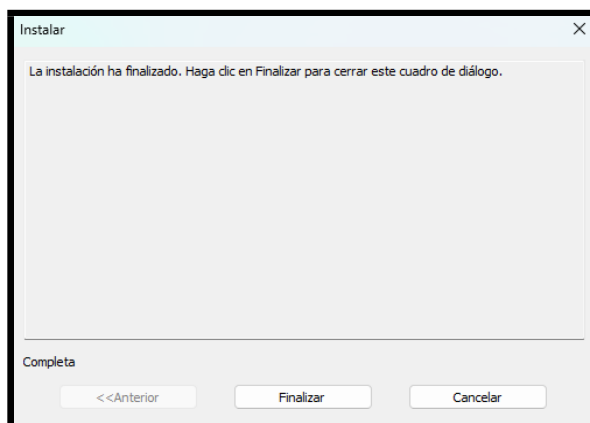 Instalar
La instalación ha finalizado. Haga clic en Finalizar para cerrar este cuadro de diálogo.
Completa
<<Anterior Finalizar Cancelar